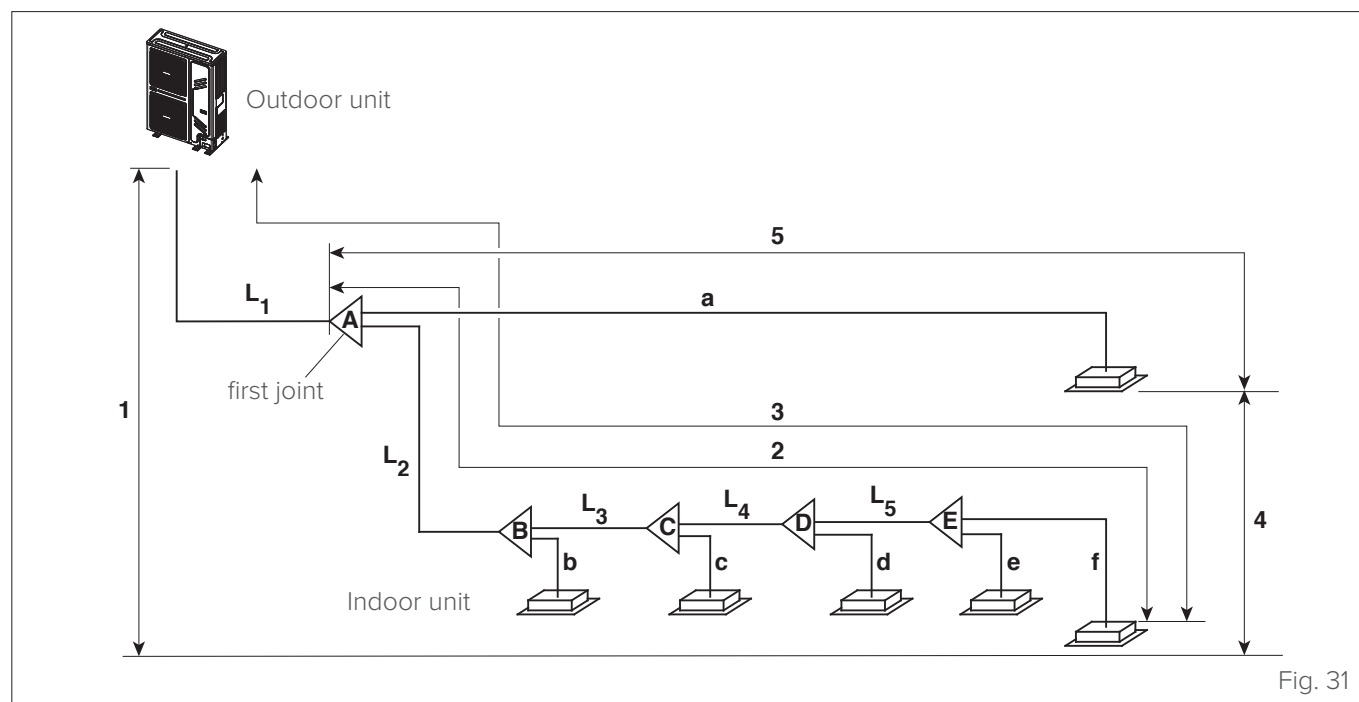 Outdoor unit
5
L1
A
a
first joint
1
3
2
L2
L3
L4
L5
B
C
D
E
4
b
c
d
e
f
Indoor unit
Fig. 31